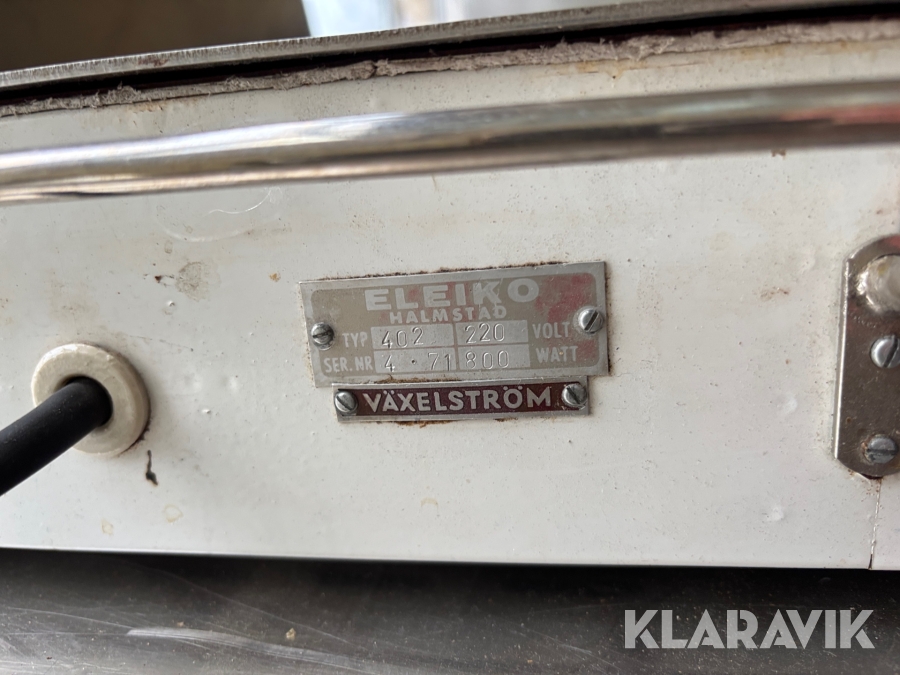 ELEIKO
HALMSTAD
TYP 402 220 VOLT
SER. NR 4 · 71 800 WATT
VÄXELSTRÖM
KLARAVIK